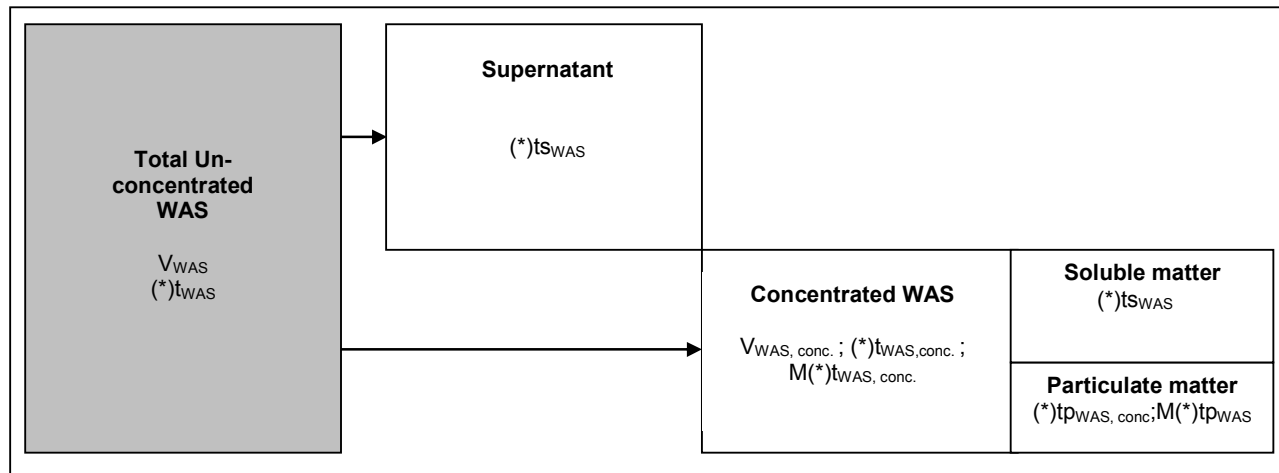 Total Un-
concentrated
WAS
VWAS
(*)tWAS
Supernatant
(*)tsWAS
Concentrated WAS
VWAS, conc. ; (*)tWAS,conc. ;
M(*)tWAS, conc.
Soluble matter
(*)tsWAS
Particulate matter
(*)tpWAS, conc;M(*)tpWAS